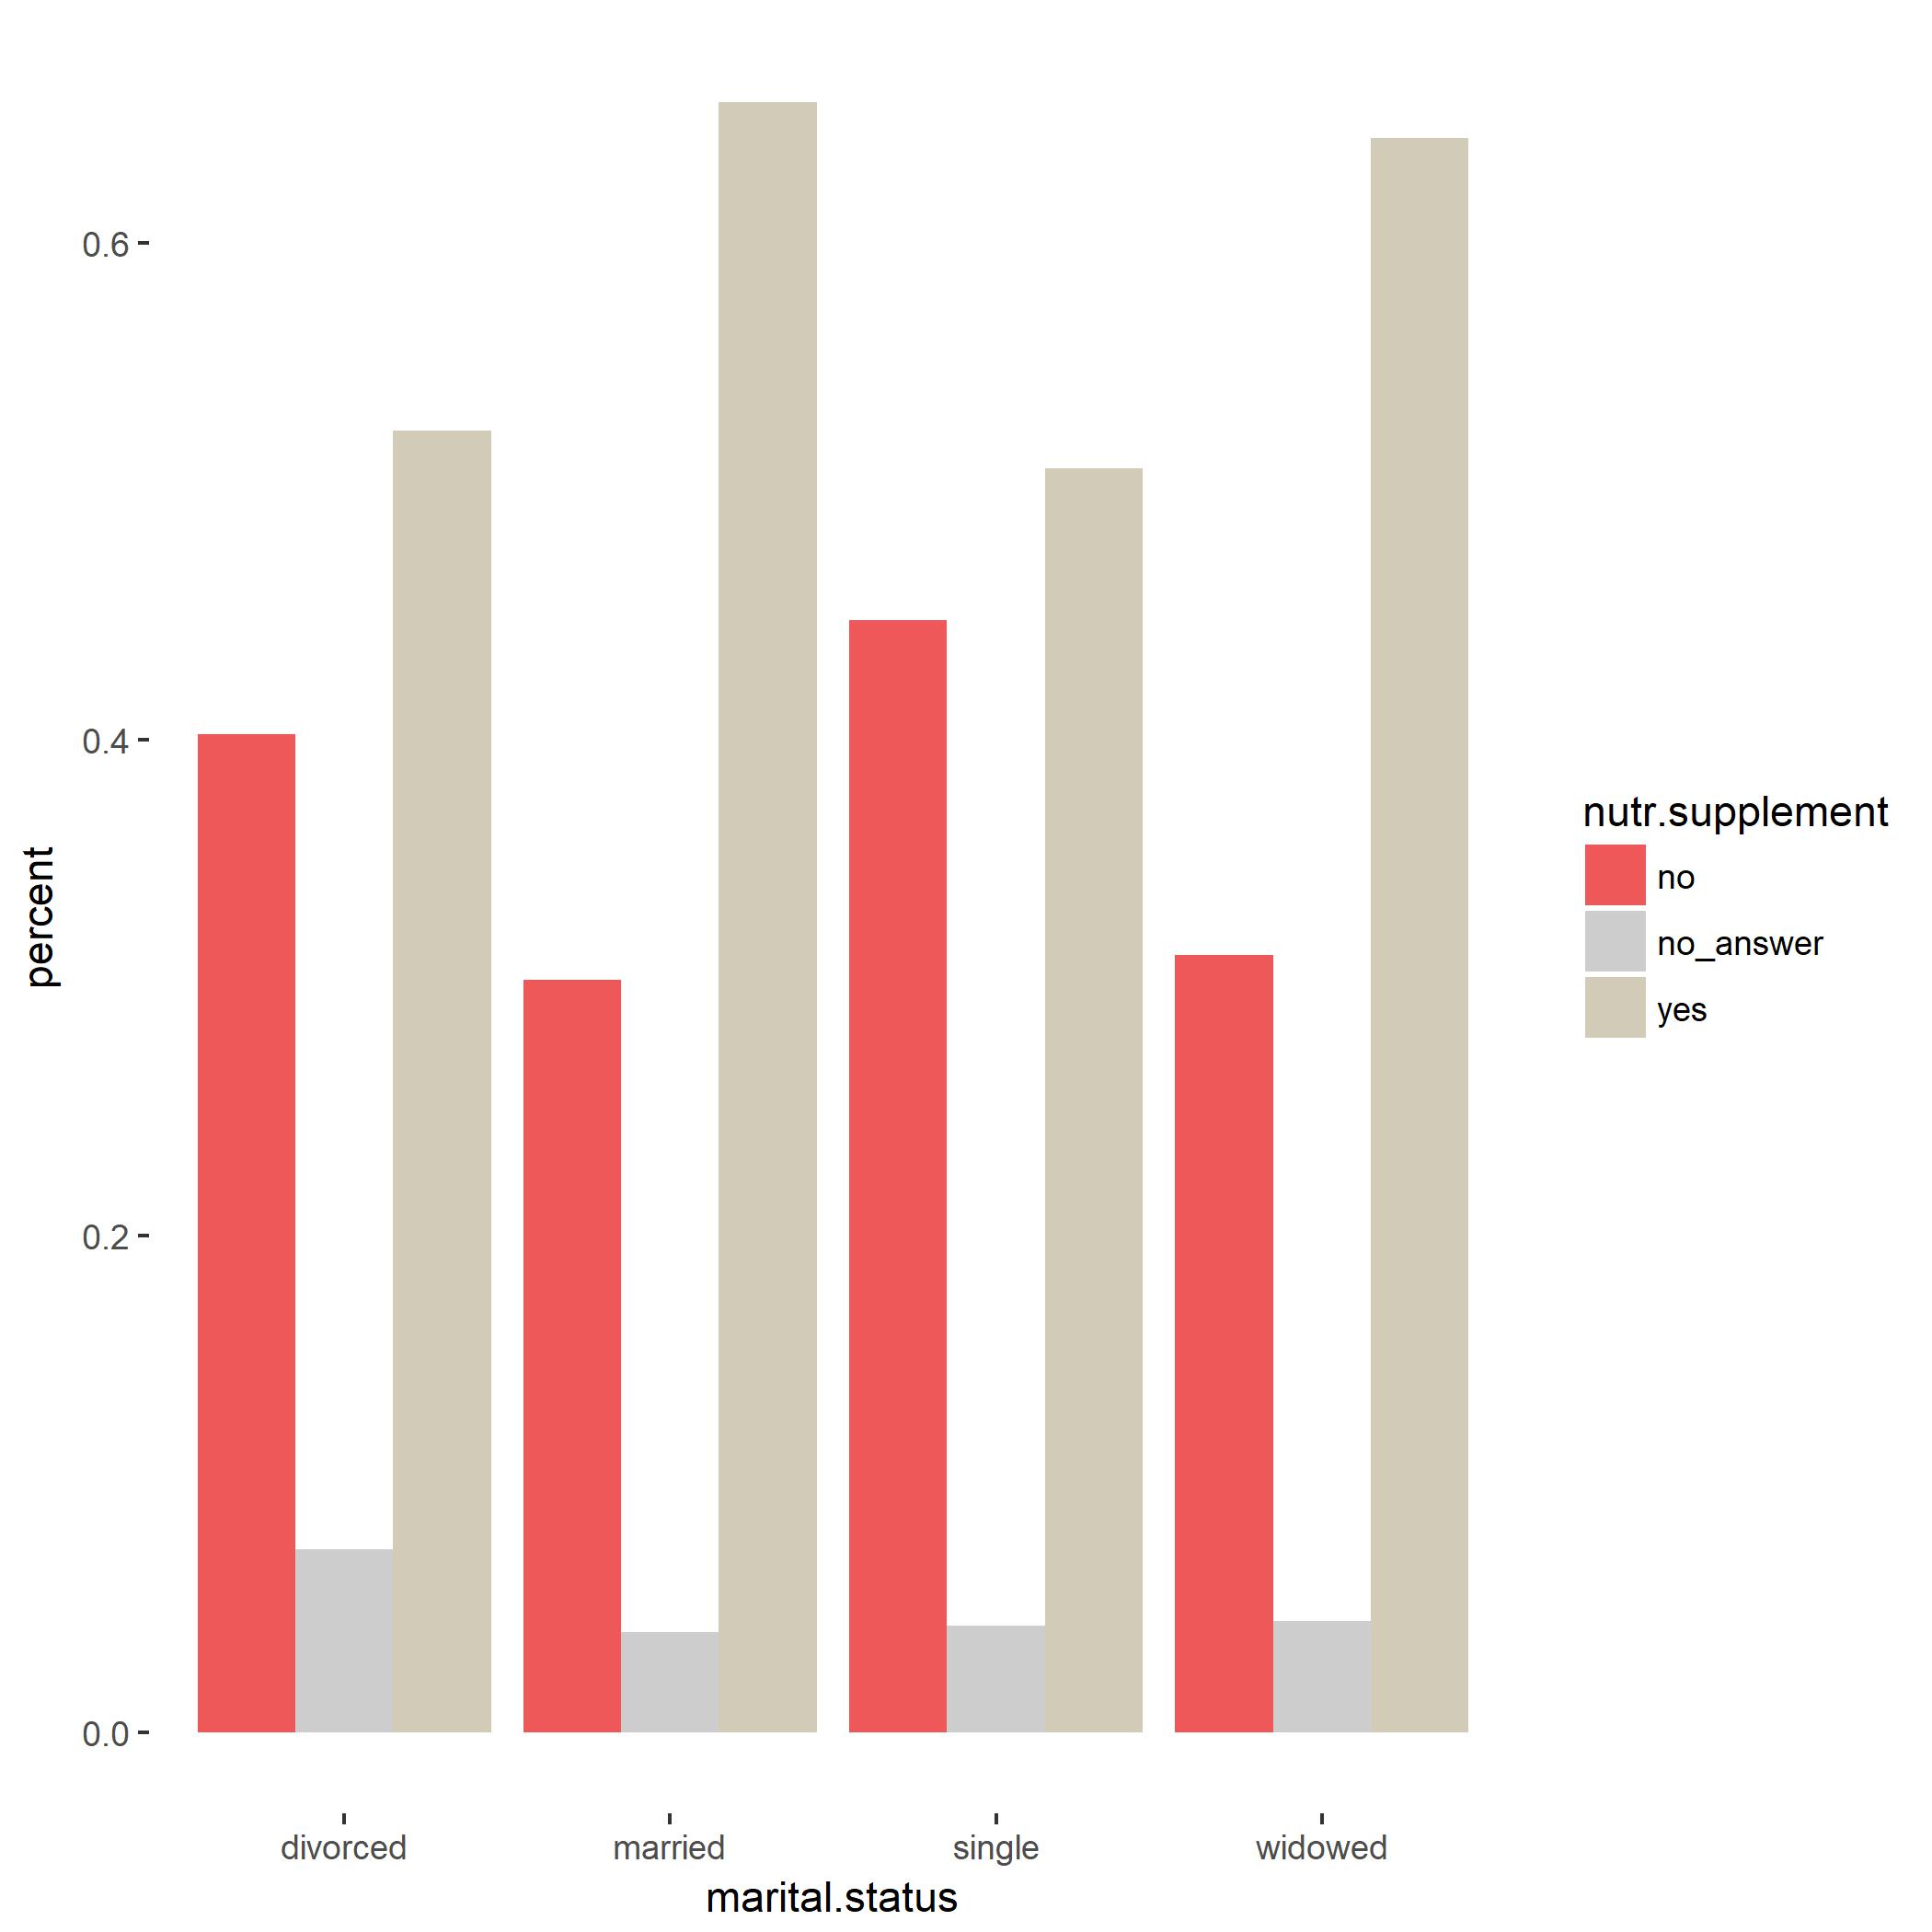 percent
0.6
0.4
0.2
0.0
divorced married single widowed
marital.status
nutr.supplement
no
no_answer
yes